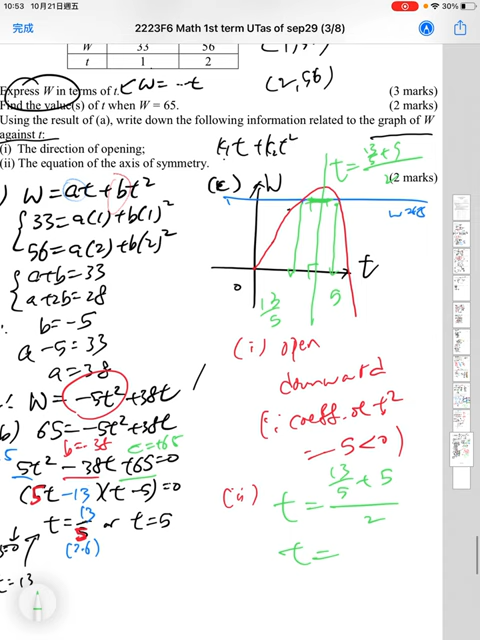 10:53 10月21日週五
30%
完成
2223F6 Math 1st term UTas of sep29 (3/8)
W 33 56
t 1 2
(2, 56)
Express W in terms of t.
(3 marks)
Find the value(s) of t when W = 65.
(2 marks)
Using the result of (a), write down the following information related to the graph of W
against t:
(i) The direction of opening;
(ii) The equation of the axis of symmetry.
(2 marks)
k₁t + k₂t²
W = at + bt²
33 = a(1) + b(1)²
56 = a(2) + b(2)²
a + b = 33
a + 2b = 28
b = -5
a - 5 = 33
a = 38
W = -5t² + 38t
65 = -5t² + 38t
b = -38 c = +65
5t² - 38t + 65 = 0
(5t - 13)(t - 5) = 0
t = 13/5 or t = 5
(2.6)
(c)
W
t
0
13/5
5
(i) open
downward
(∵ coeff. of t²
= -5 < 0)
(ii) t = (13/5 + 5)/2
t =